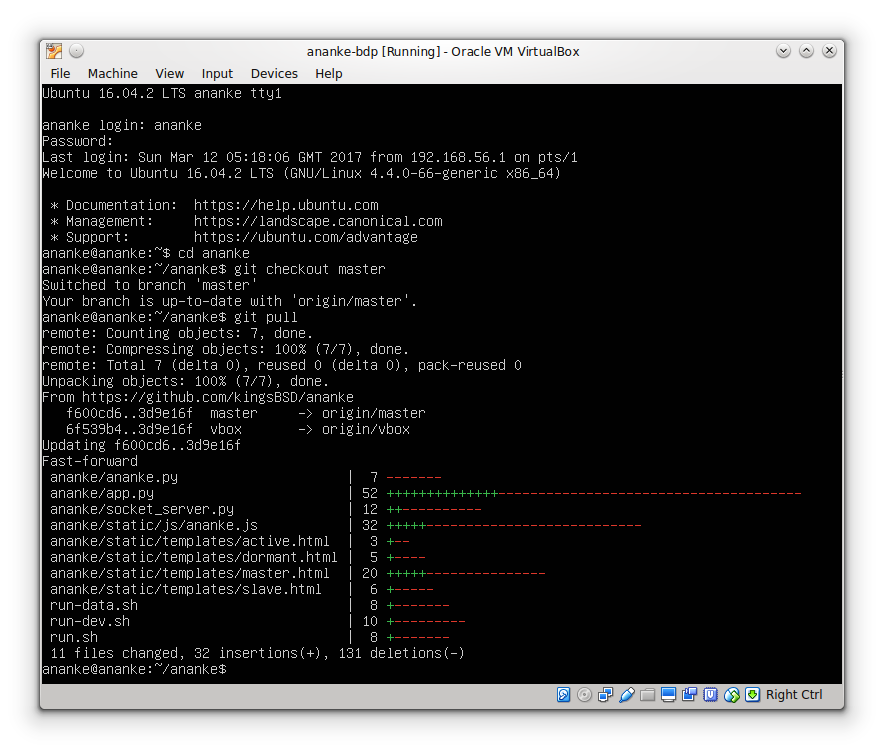 ananke-bdp [Running] - Oracle VM VirtualBox
File Machine View Input Devices Help
Ubuntu 16.04.2 LTS ananke tty1
ananke login: ananke
Password:
Last login: Sun Mar 12 05:18:06 GMT 2017 from 192.168.56.1 on pts/1
Welcome to Ubuntu 16.04.2 LTS (GNU/Linux 4.4.0-66-generic x86_64)
* Documentation:  https://help.ubuntu.com
* Management:     https://landscape.canonical.com
* Support:        https://ubuntu.com/advantage
ananke@ananke:~$ cd ananke
ananke@ananke:~/ananke$ git checkout master
Switched to branch 'master'
Your branch is up-to-date with 'origin/master'.
ananke@ananke:~/ananke$ git pull
remote: Counting objects: 7, done.
remote: Compressing objects: 100% (7/7), done.
remote: Total 7 (delta 0), reused 0 (delta 0), pack-reused 0
Unpacking objects: 100% (7/7), done.
From https://github.com/kingsBSD/ananke
   f600cd6..3d9e16f  master     -> origin/master
   6f539b4..3d9e16f  vbox       -> origin/vbox
Updating f600cd6..3d9e16f
Fast-forward
 ananke/ananke.py                     |  7 -------
 ananke/app.py                        | 52 ++++++++++++++--------------------------------------
 ananke/socket_server.py              | 12 ++----------
 ananke/static/js/ananke.js           | 32 +++++---------------------------
 ananke/static/templates/active.html  |  3 +--
 ananke/static/templates/dormant.html |  5 +----
 ananke/static/templates/master.html  | 20 +++++---------------
 ananke/static/templates/slave.html   |  6 +-----
 run-data.sh                          |  8 +-------
 run-dev.sh                           | 10 +---------
 run.sh                               |  8 +-------
 11 files changed, 32 insertions(+), 131 deletions(-)
ananke@ananke:~/ananke$
Right Ctrl